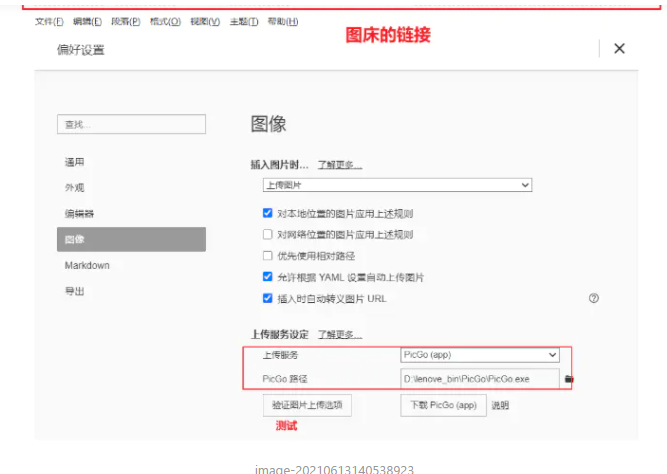 文件(F) 编辑(E) 段落(P) 格式(O) 视图(V) 主题(T) 帮助(H)
图床的链接
偏好设置
查找...
图像
通用
插入图片时... 了解更多...
外观
上传图片
编辑器
对本地位置的图片应用上述规则
图像
对网络位置的图片应用上述规则
Markdown
优先使用相对路径
导出
允许根据 YAML 设置自动上传图片
插入时自动转义图片 URL
上传服务设定 了解更多...
上传服务 PicGo (app)
PicGo 路径 D:\lenove_bin\PicGo\PicGo.exe
验证图片上传选项 下载 PicGo (app) 说明
测试
image-20210613140538923